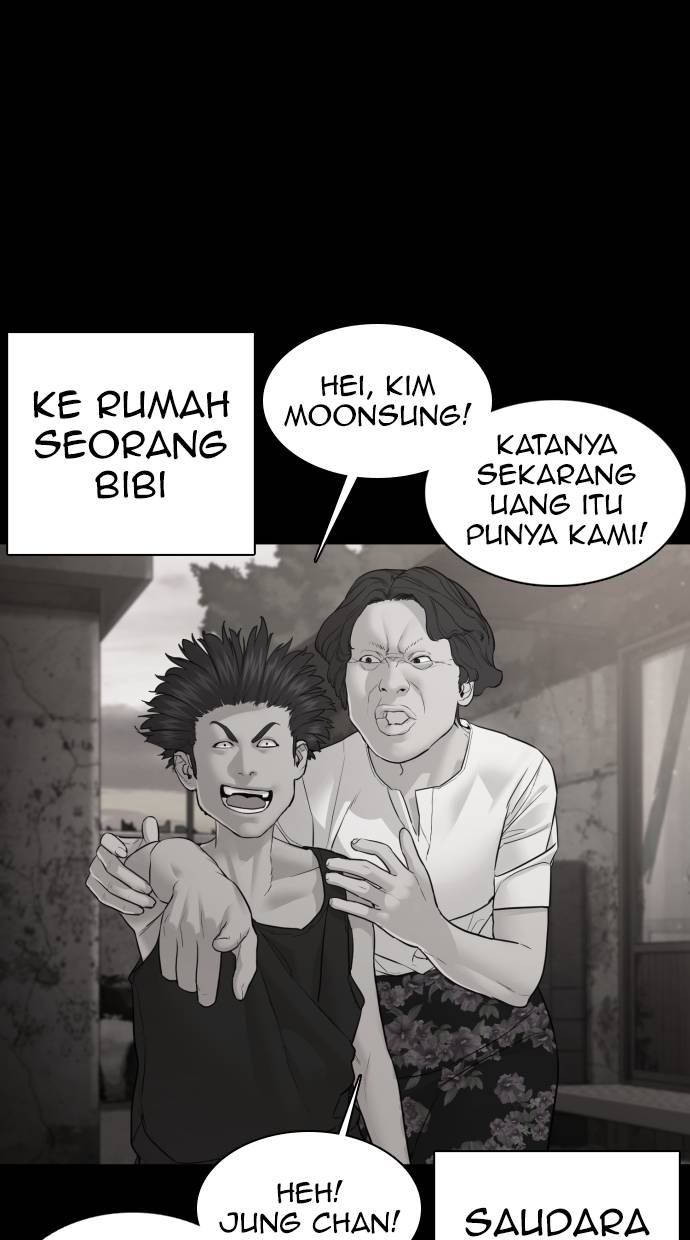 KE RUMAH
SEORANG
BIBI
HEI, KIM
MOONSUNG!
KATANYA
SEKARANG
UANG ITU
PUNYA KAMI!
HEH!
JUNG CHAN!
SAUDARA